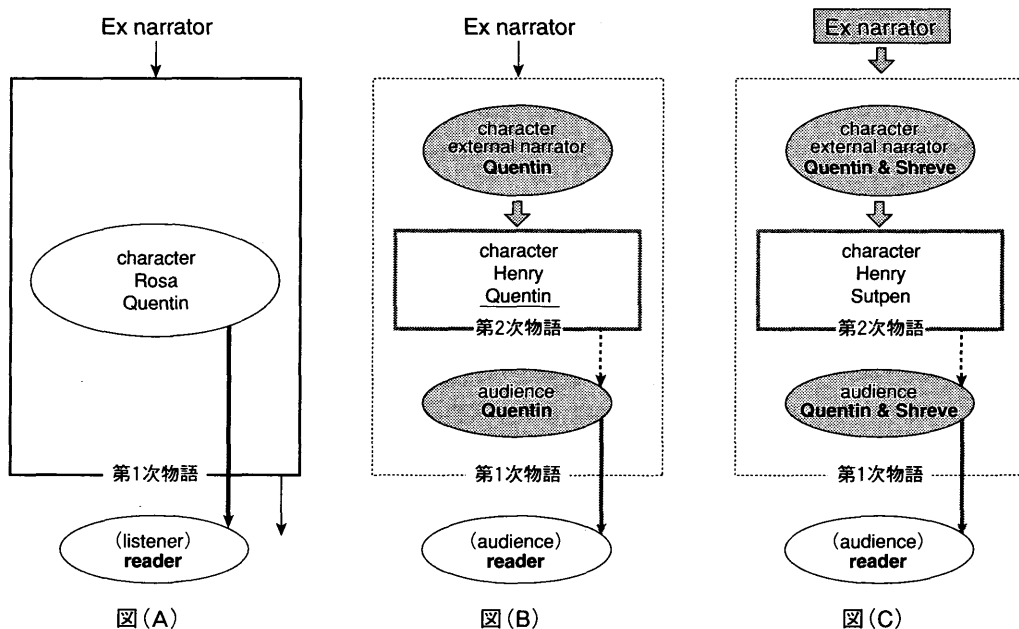 Ex narrator
character
Rosa
Quentin
第1次物語
(listener)
reader
図(A)
Ex narrator
character
external narrator
Quentin
character
Henry
Quentin
第2次物語
audience
Quentin
第1次物語
(audience)
reader
図(B)
Ex narrator
character
external narrator
Quentin & Shreve
character
Henry
Sutpen
第2次物語
audience
Quentin & Shreve
第1次物語
(audience)
reader
図(C)